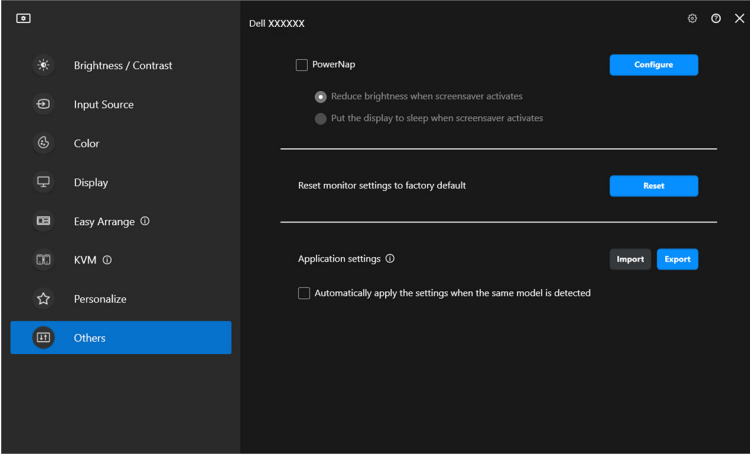 Dell XXXXXX
Brightness / Contrast
Input Source
Color
Display
Easy Arrange
KVM
Personalize
Others
PowerNap
Configure
Reduce brightness when screensaver activates
Put the display to sleep when screensaver activates
Reset monitor settings to factory default
Reset
Application settings
Import
Export
Automatically apply the settings when the same model is detected